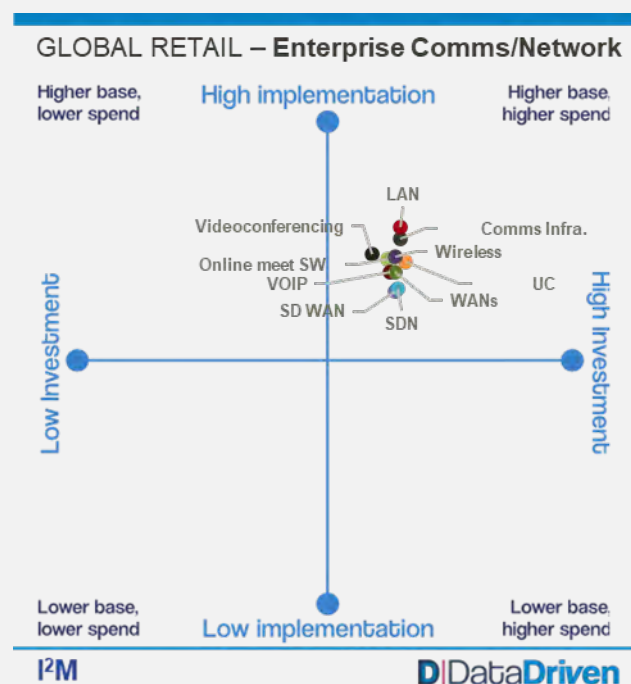 GLOBAL RETAIL – Enterprise Comms/Network
Higher base,
lower spend
High implementation
Higher base,
higher spend
LAN
Videoconferencing
Comms Infra.
Wireless
Online meet SW
VOIP
UC
WANs
SD WAN
SDN
Low Investment
High Investment
Lower base,
lower spend
Low implementation
Lower base,
higher spend
I²M
D|DataDriven